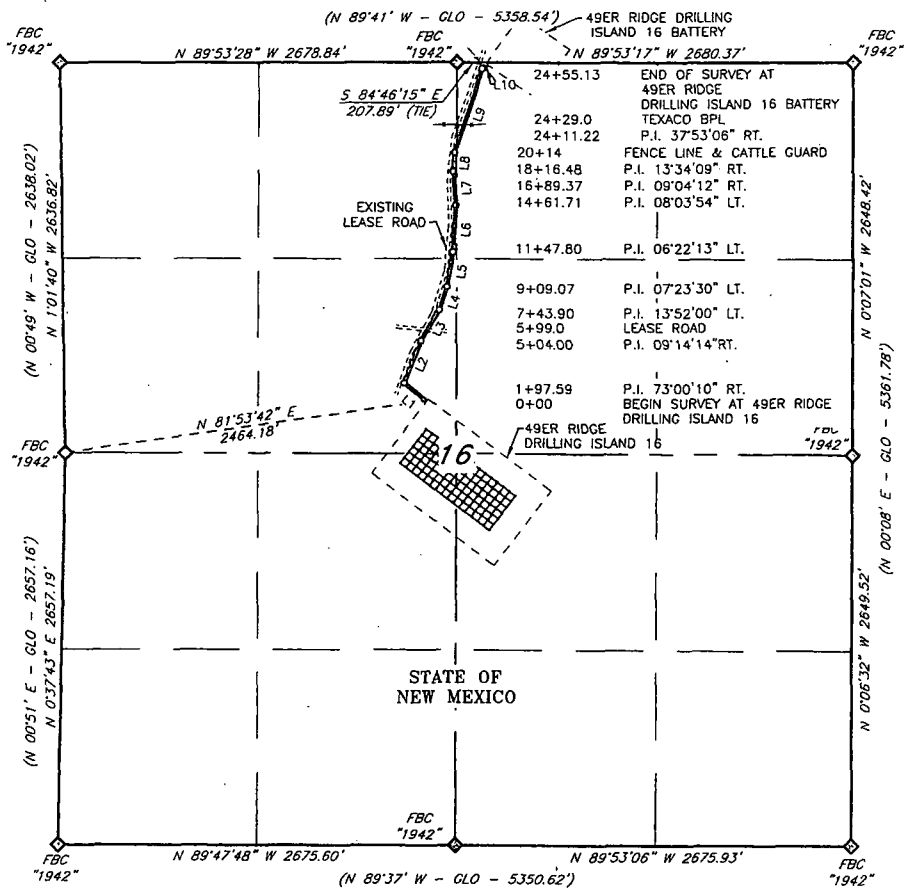 (N 89°41' W - GLO - 5358.54')
49ER RIDGE DRILLING
ISLAND 16 BATTERY
FBC
"1942"
N 89°53'28" W 2678.84'
FBC
"1942"
N 89°53'17" W 2680.37'
FBC
"1942"
S 84°46'15" E
207.89' (TIE)
L10
L9
L8
L7
L6
L5
L4
L3
L2
L1
24+55.13 END OF SURVEY AT
49ER RIDGE
DRILLING ISLAND 16 BATTERY
24+29.0 TEXACO BPL
24+11.22 P.I. 37°53'06" RT.
20+14 FENCE LINE & CATTLE GUARD
18+16.48 P.I. 13°34'09" RT.
16+89.37 P.I. 09°04'12" RT.
14+61.71 P.I. 08°03'54" LT.
11+47.80 P.I. 06°22'13" LT.
9+09.07 P.I. 07°23'30" LT.
7+43.90 P.I. 13°52'00" LT.
5+99.0 LEASE ROAD
5+04.00 P.I. 09°14'14"RT.
1+97.59 P.I. 73°00'10" RT.
0+00 BEGIN SURVEY AT 49ER RIDGE
DRILLING ISLAND 16
EXISTING
LEASE ROAD
(N 00°49' W - GLO - 2638.02')
N 1°01'40" W 2636.82'
N 0°07'01" W 2648.42'
(N 00°08' E - GLO - 5361.78')
N 81°53'42" E
2464.18'
FBC
"1942"
49ER RIDGE
DRILLING ISLAND 16
16
FBC
"1942"
(N 00°51' E - GLO - 2657.16')
N 0°37'43" E 2657.19'
N 0°06'32" W 2649.52'
STATE OF
NEW MEXICO
FBC
"1942"
FBC
"1942"
N 89°47'48" W 2675.60'
N 89°53'06" W 2675.93'
FBC
"1942"
(N 89°37' W - GLO - 5350.62')